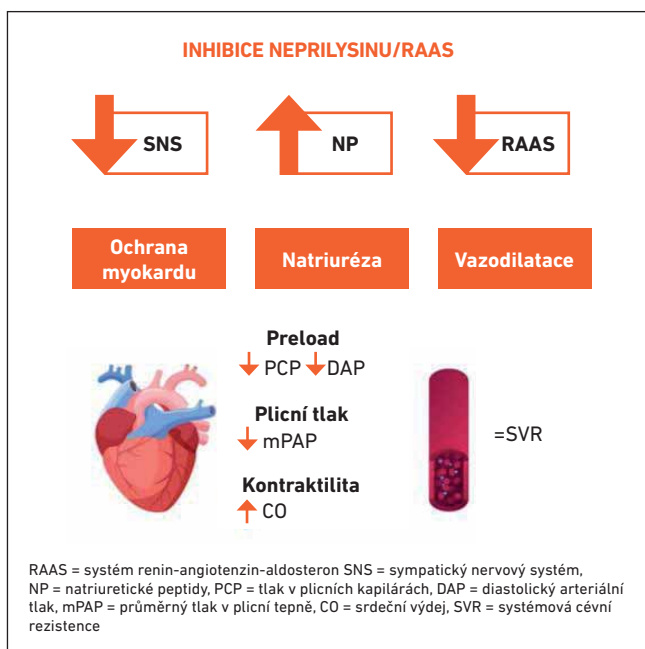 INHIBICE NEPRILYSINU/RAAS
SNS
NP
RAAS
Ochrana
myokardu
Natriuréza
Vazodilatace
Preload
PCP DAP
Plicní tlak
mPAP
Kontraktilita
CO
=SVR
RAAS = systém renin-angiotenzin-aldosteron SNS = sympatický nervový systém,
NP = natriuretické peptidy, PCP = tlak v plicních kapilárách, DAP = diastolický arteriální
tlak, mPAP = průměrný tlak v plicní tepně, CO = srdeční výdej, SVR = systémová cévní
rezistence